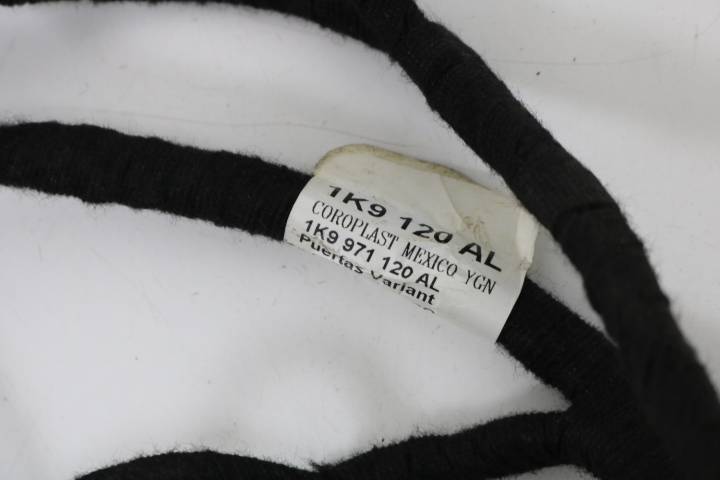 1K9 120 AL
COROPLAST MEXICO YGN
1K9 971 120 AL
Puertas Variant